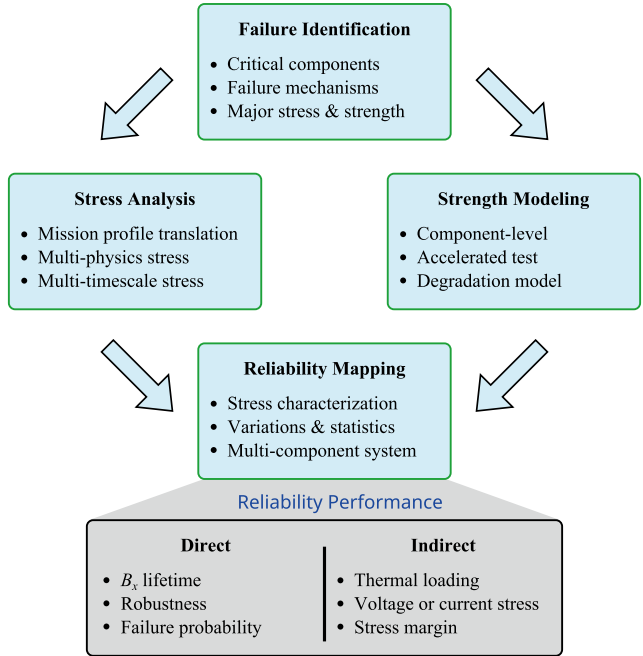 Failure Identification
• Critical components
• Failure mechanisms
• Major stress & strength
Stress Analysis
• Mission profile translation
• Multi-physics stress
• Multi-timescale stress
Strength Modeling
• Component-level
• Accelerated test
• Degradation model
Reliability Mapping
• Stress characterization
• Variations & statistics
• Multi-component system
Reliability Performance
Direct
• Bₓ lifetime
• Robustness
• Failure probability
Indirect
• Thermal loading
• Voltage or current stress
• Stress margin